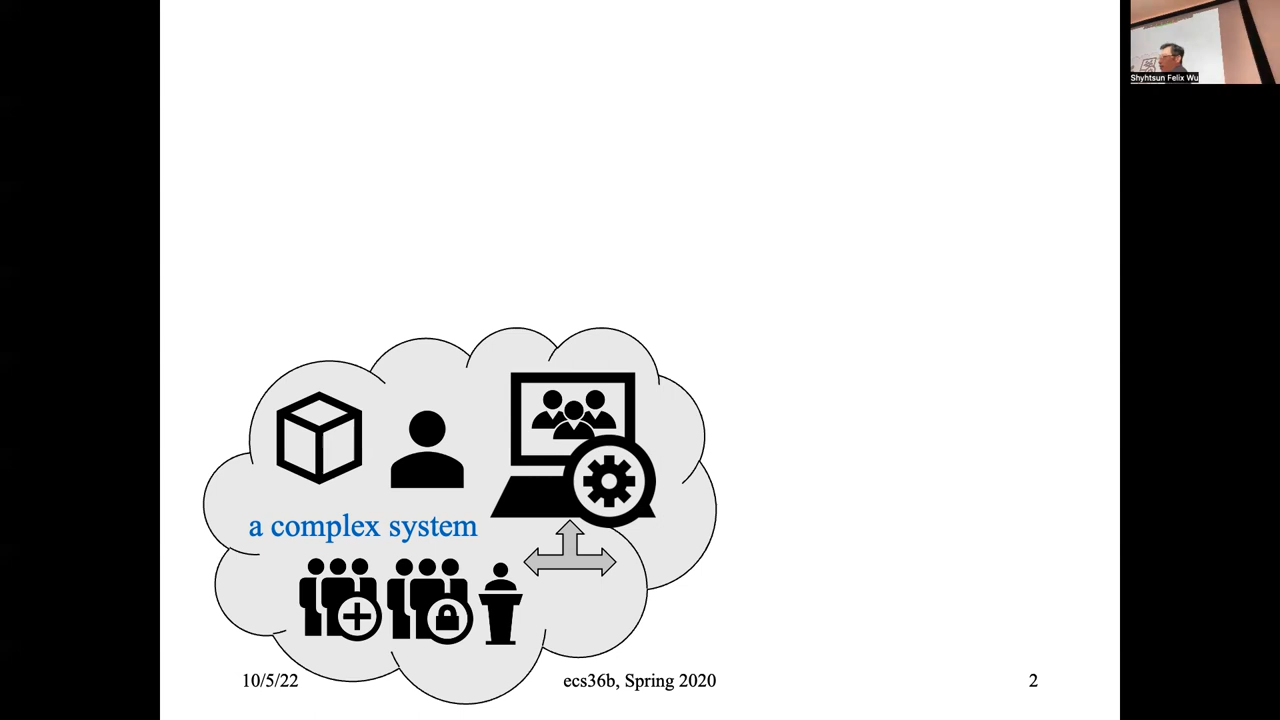 Shyhtsun Felix Wu
a complex system
10/5/22
ecs36b, Spring 2020
2